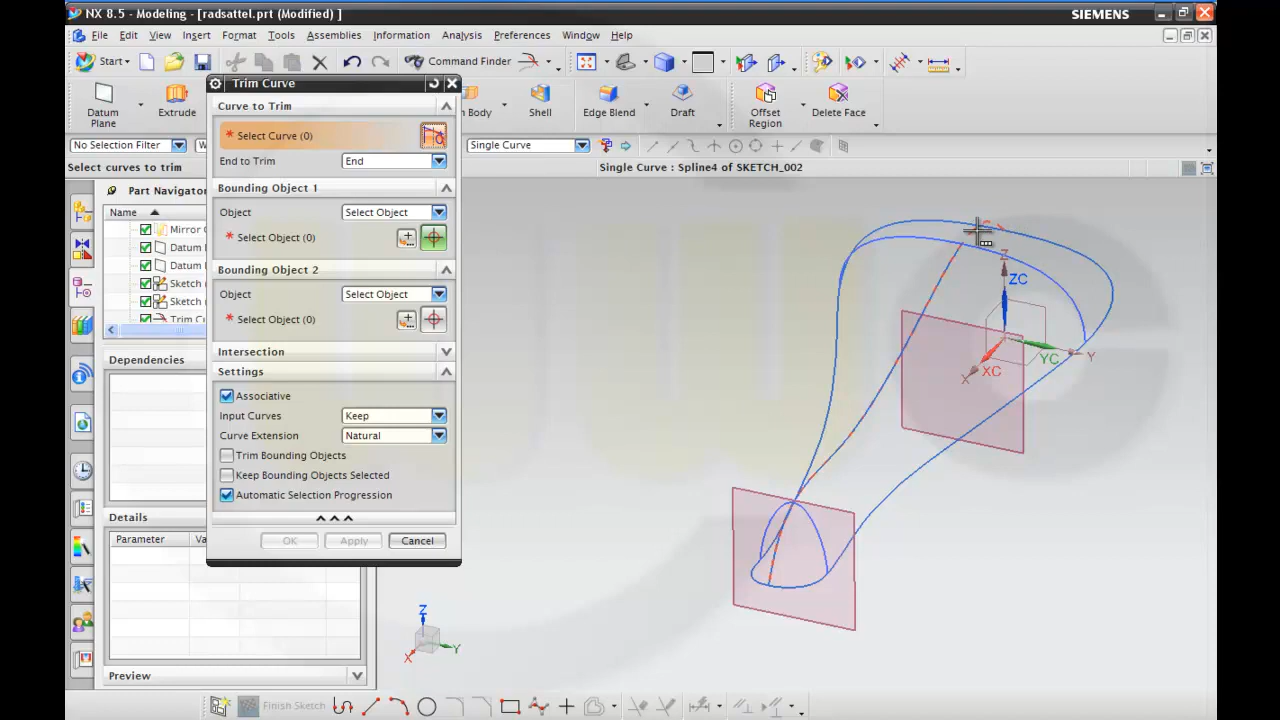 NX 8.5 - Modeling - [radsattel.prt (Modified) ]
SIEMENS
File Edit View Insert Format Tools Assemblies Information Analysis Preferences Window Help
Start
Command Finder
Trim Curve
Datum Plane
Extrude
Body
Shell
Edge Blend
Draft
Offset Region
Delete Face
No Selection Filter
Single Curve
Select curves to trim
Single Curve : Spline4 of SKETCH_002
Part Navigator
Name
Mirror C
Datum
Datum
Sketch
Sketch
Trim Cu
Dependencies
Details
Parameter
Preview
Curve to Trim
* Select Curve (0)
End to Trim End
Bounding Object 1
Object Select Object
* Select Object (0)
Bounding Object 2
Object Select Object
* Select Object (0)
Intersection
Settings
Associative
Input Curves Keep
Curve Extension Natural
Trim Bounding Objects
Keep Bounding Objects Selected
Automatic Selection Progression
OK Apply Cancel
Z
ZC
YC
Y
XC
X
Z
Y
X
Finish Sketch